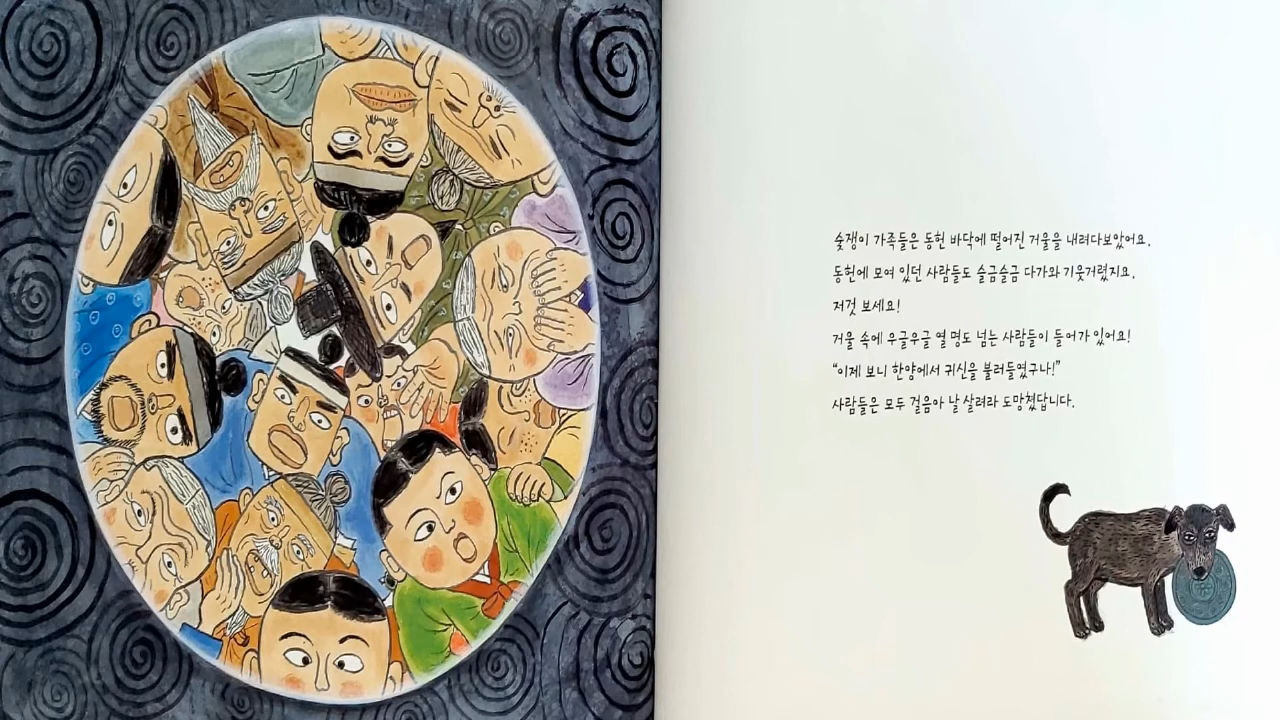 술쟁이 가족들은 동헌 바닥에 떨어진 거울을 내려다보았어요.
동헌에 모여 있던 사람들도 슬금슬금 다가와 기웃거렸지요.
저것 보세요!
거울 속에 우글우글 열 명도 넘는 사람들이 들어가 있어요!
“이제 보니 한양에서 귀신을 불러들였구나!”
사람들은 모두 걸음아 날 살려라 도망쳤답니다.